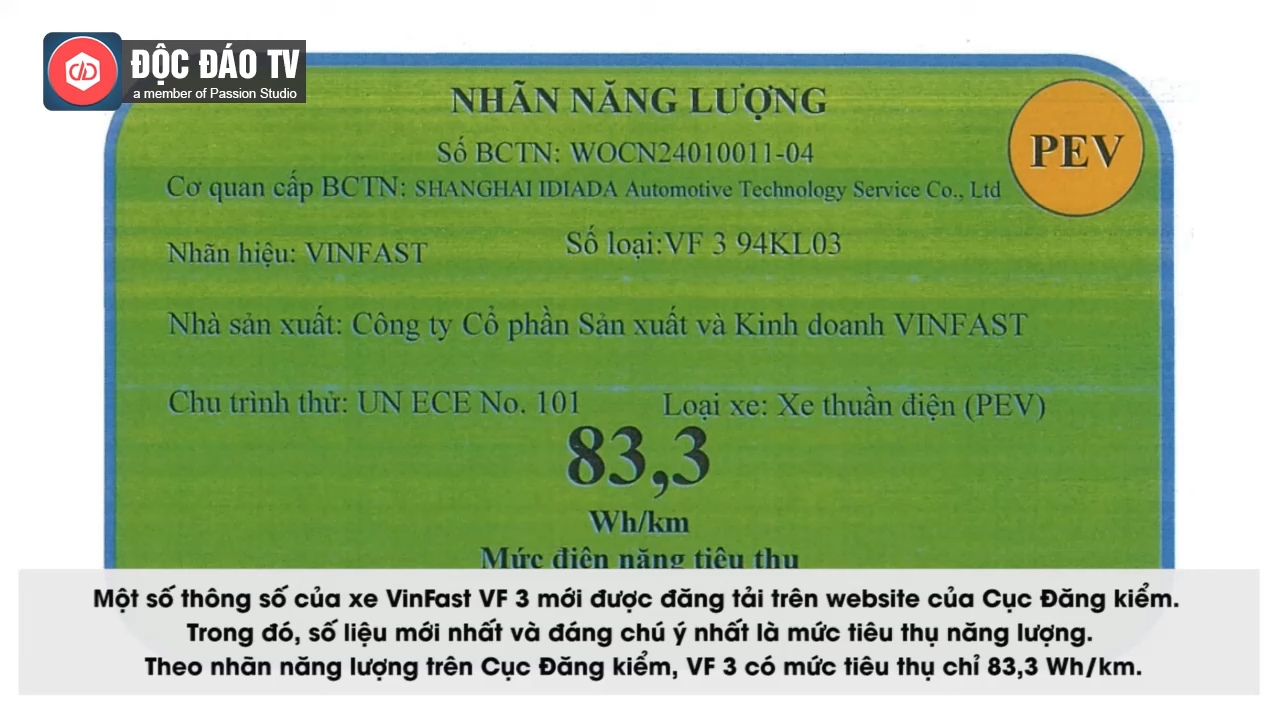 ĐỘC ĐÁO TV
a member of Passion Studio
NHÃN NĂNG LƯỢNG
PEV
Số BCTN: WOCN24010011-04
Cơ quan cấp BCTN: SHANGHAI IDIADA Automotive Technology Service Co., Ltd
Nhãn hiệu: VINFAST
Số loại:VF 3 94KL03
Nhà sản xuất: Công ty Cổ phần Sản xuất và Kinh doanh VINFAST
Chu trình thử: UN ECE No. 101
Loại xe: Xe thuần điện (PEV)
83,3
Wh/km
Mức điện năng tiêu thụ
Một số thông số của xe VinFast VF 3 mới được đăng tải trên website của Cục Đăng kiểm.
Trong đó, số liệu mới nhất và đáng chú ý nhất là mức tiêu thụ năng lượng.
Theo nhãn năng lượng trên Cục Đăng kiểm, VF 3 có mức tiêu thụ chỉ 83,3 Wh/km.